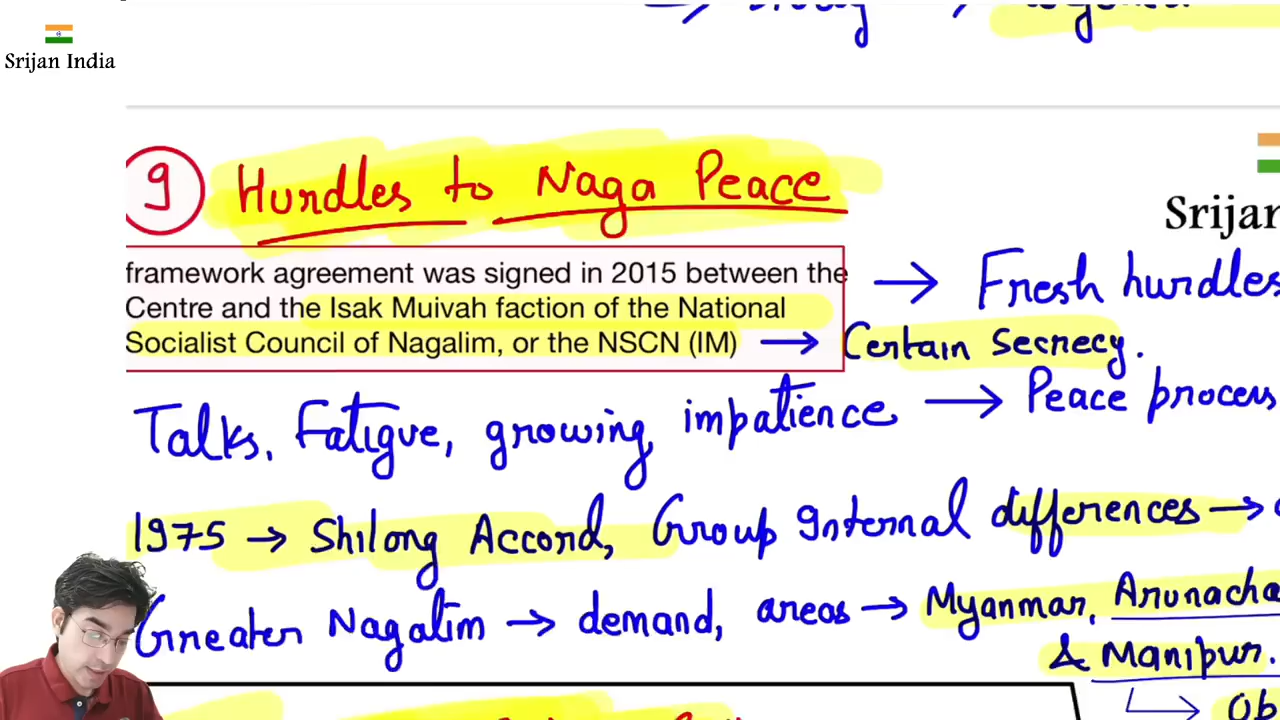 Srijan India
9 Hurdles to Naga Peace
Srijan
framework agreement was signed in 2015 between the → Fresh hurdles
Centre and the Isak Muivah faction of the National
Socialist Council of Nagalim, or the NSCN (IM) → Certain Secrecy.
Talks, Fatigue, growing impatience → Peace process
1975 → Shilong Accord, Group Internal differences →
Greater Nagalim → demand, areas → Myanmar, Arunacha
& Manipur.
Ob